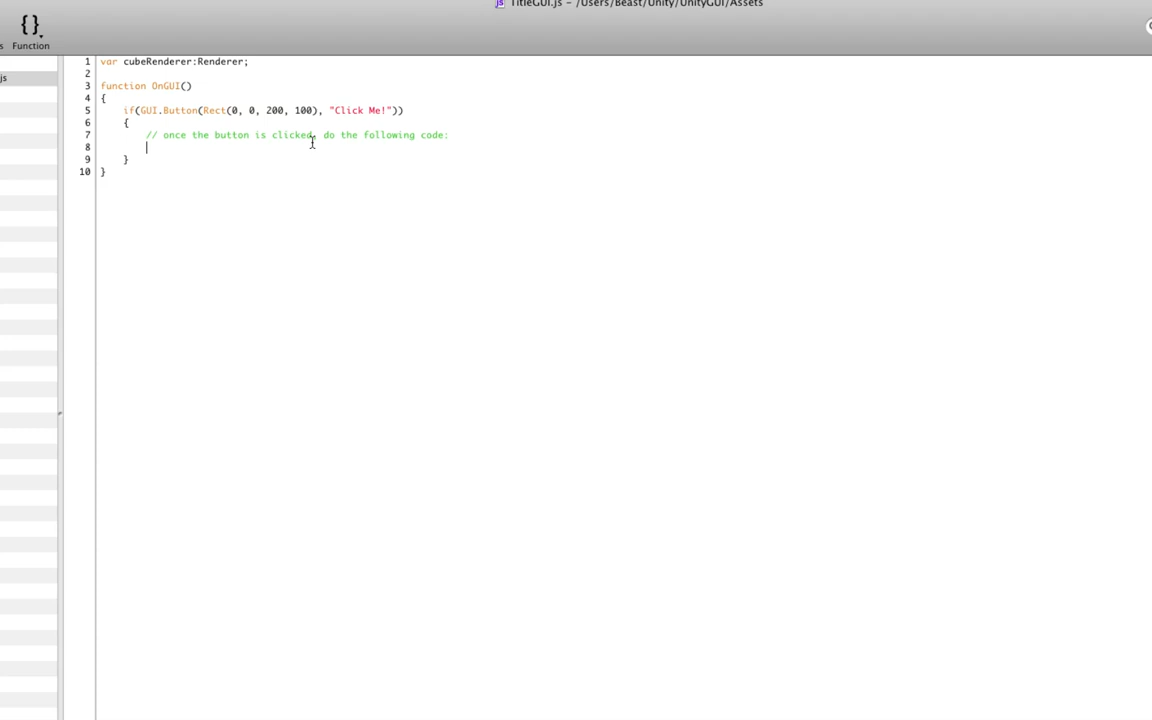 TitleGUI.js – /Users/Beast/Unity/UnityGUI/Assets
{}
s Function
js
1 var cubeRenderer:Renderer;
2
3 function OnGUI()
4 {
5 if(GUI.Button(Rect(0, 0, 200, 100), "Click Me!"))
6 {
7 // once the button is clicked, do the following code:
8
9 }
10 }